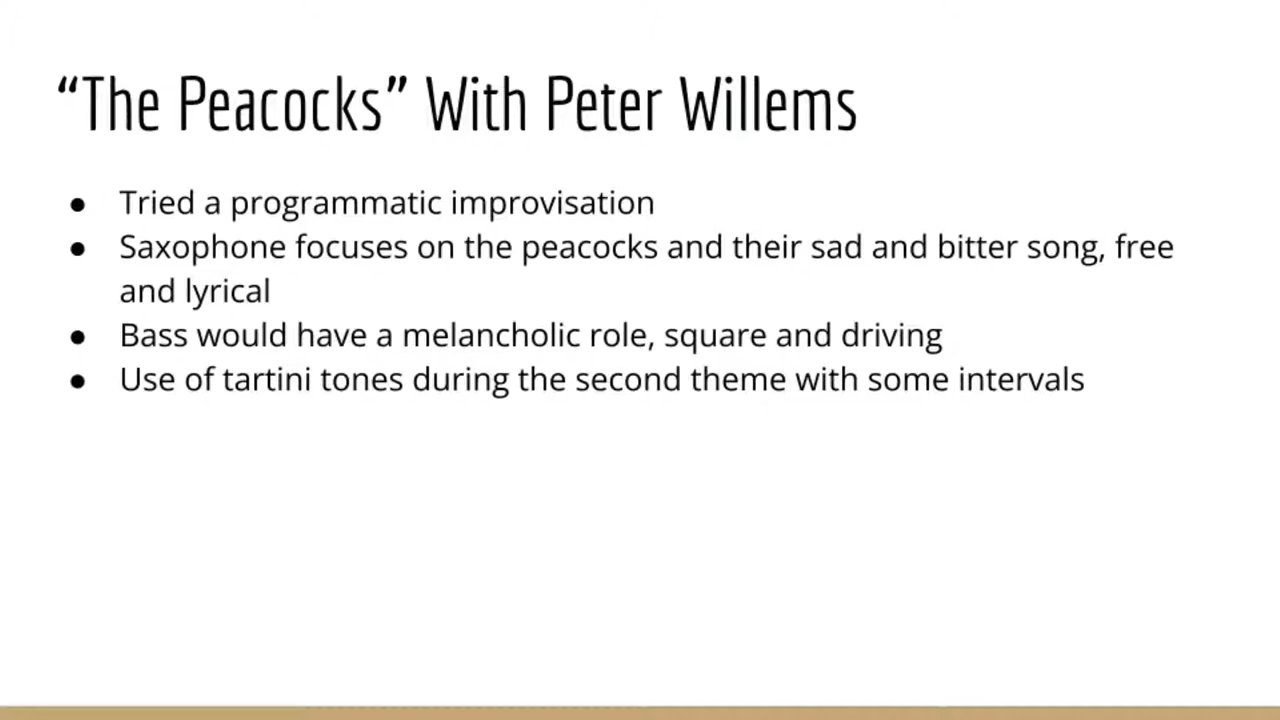 “The Peacocks” With Peter Willems
● Tried a programmatic improvisation
● Saxophone focuses on the peacocks and their sad and bitter song, free
and lyrical
● Bass would have a melancholic role, square and driving
● Use of tartini tones during the second theme with some intervals